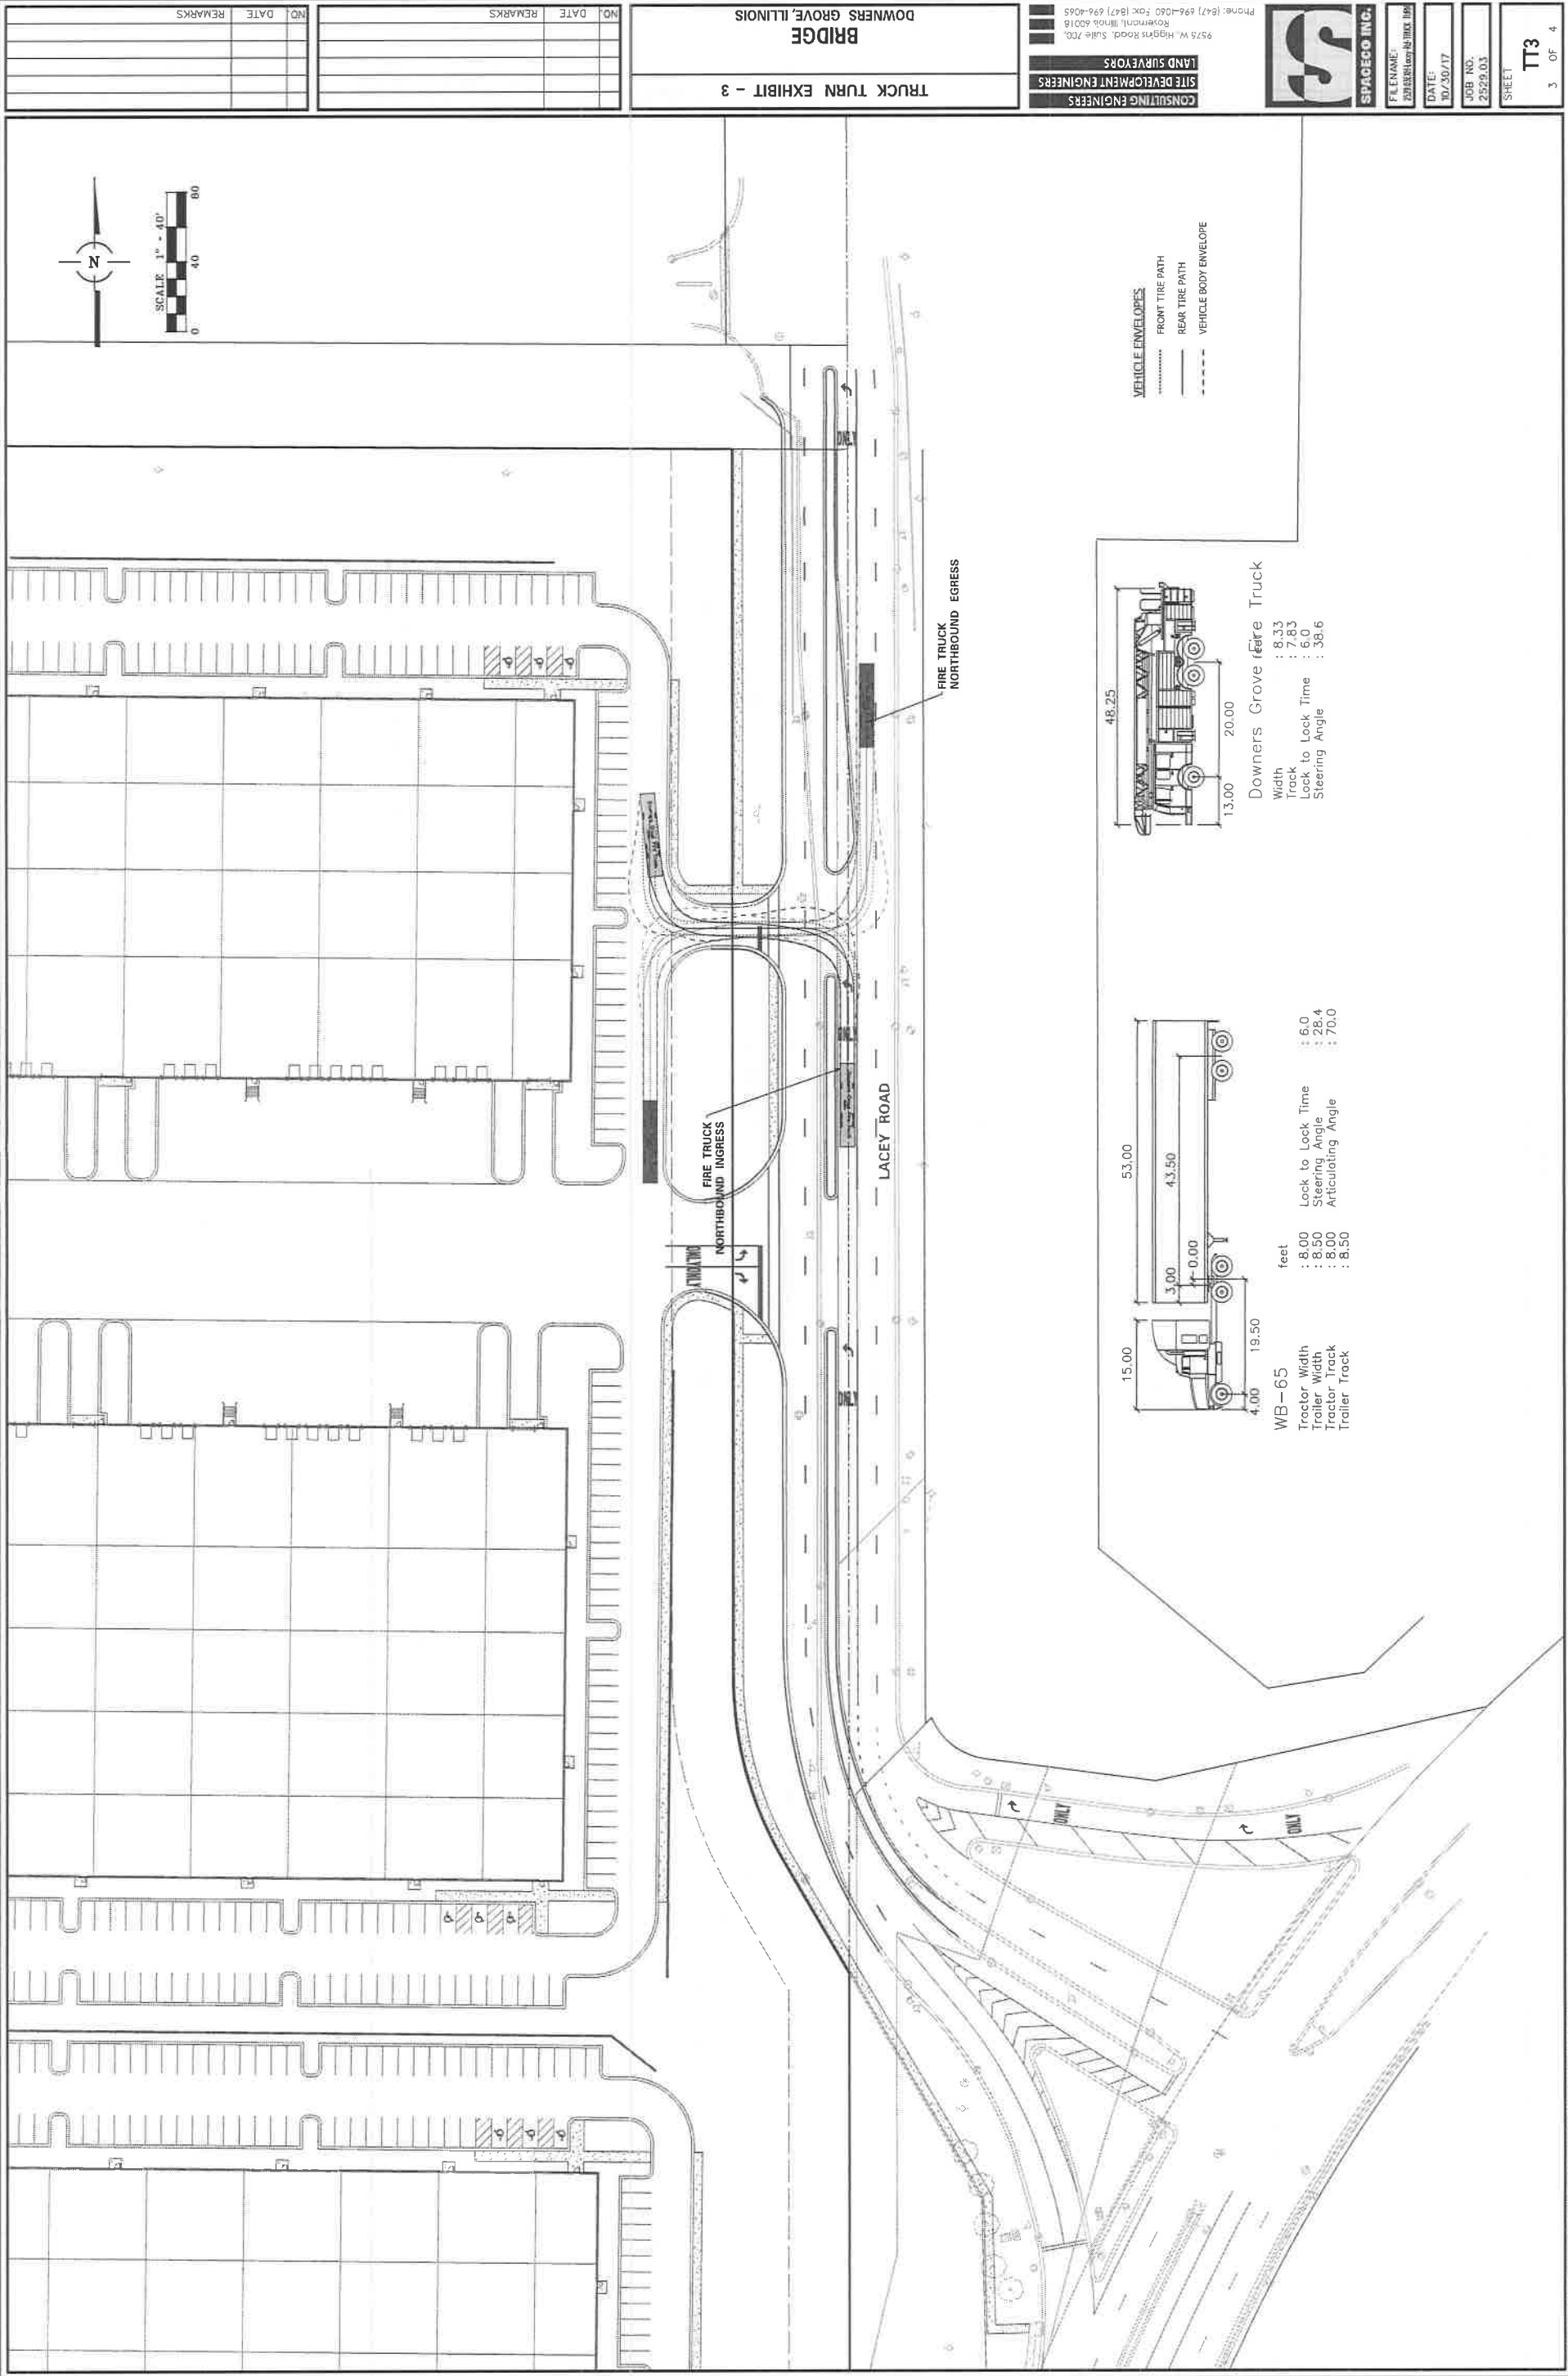 NO.
DATE
REMARKS
NO.
DATE
REMARKS
TRUCK TURN EXHIBIT - 3
BRIDGE
DOWNERS GROVE, ILLINOIS
CONSULTING ENGINEERS
SITE DEVELOPMENT ENGINEERS
LAND SURVEYORS
9575 W. Higgins Road, Suite 700,
Rosemont, Illinois 60018
Phone: (847) 696-4060 Fax: (847) 696-4065
SPACECO INC.
FILENAME:
DATE:
10/30/17
JOB NO.
2529.03
SHEET
TT3
3 OF 4
N
SCALE 1" = 40'
0
40
80
VEHICLE ENVELOPES
FRONT TIRE PATH
REAR TIRE PATH
VEHICLE BODY ENVELOPE
ONLY
FIRE TRUCK
NORTHBOUND EGRESS
FIRE TRUCK
NORTHBOUND INGRESS
ONLY
ONLY
ONLY
LACEY ROAD
ONLY
ONLY
ONLY
48.25
13.00
20.00
Downers Grove Fire Truck
feet
Width : 8.33
Track : 7.83
Lock to Lock Time : 6.0
Steering Angle : 38.6
53.00
15.00
43.50
3.00
0.00
4.00
19.50
WB-65
feet
Tractor Width : 8.00
Trailer Width : 8.50
Tractor Track : 8.00
Trailer Track : 8.50
Lock to Lock Time : 6.0
Steering Angle : 28.4
Articulating Angle : 70.0